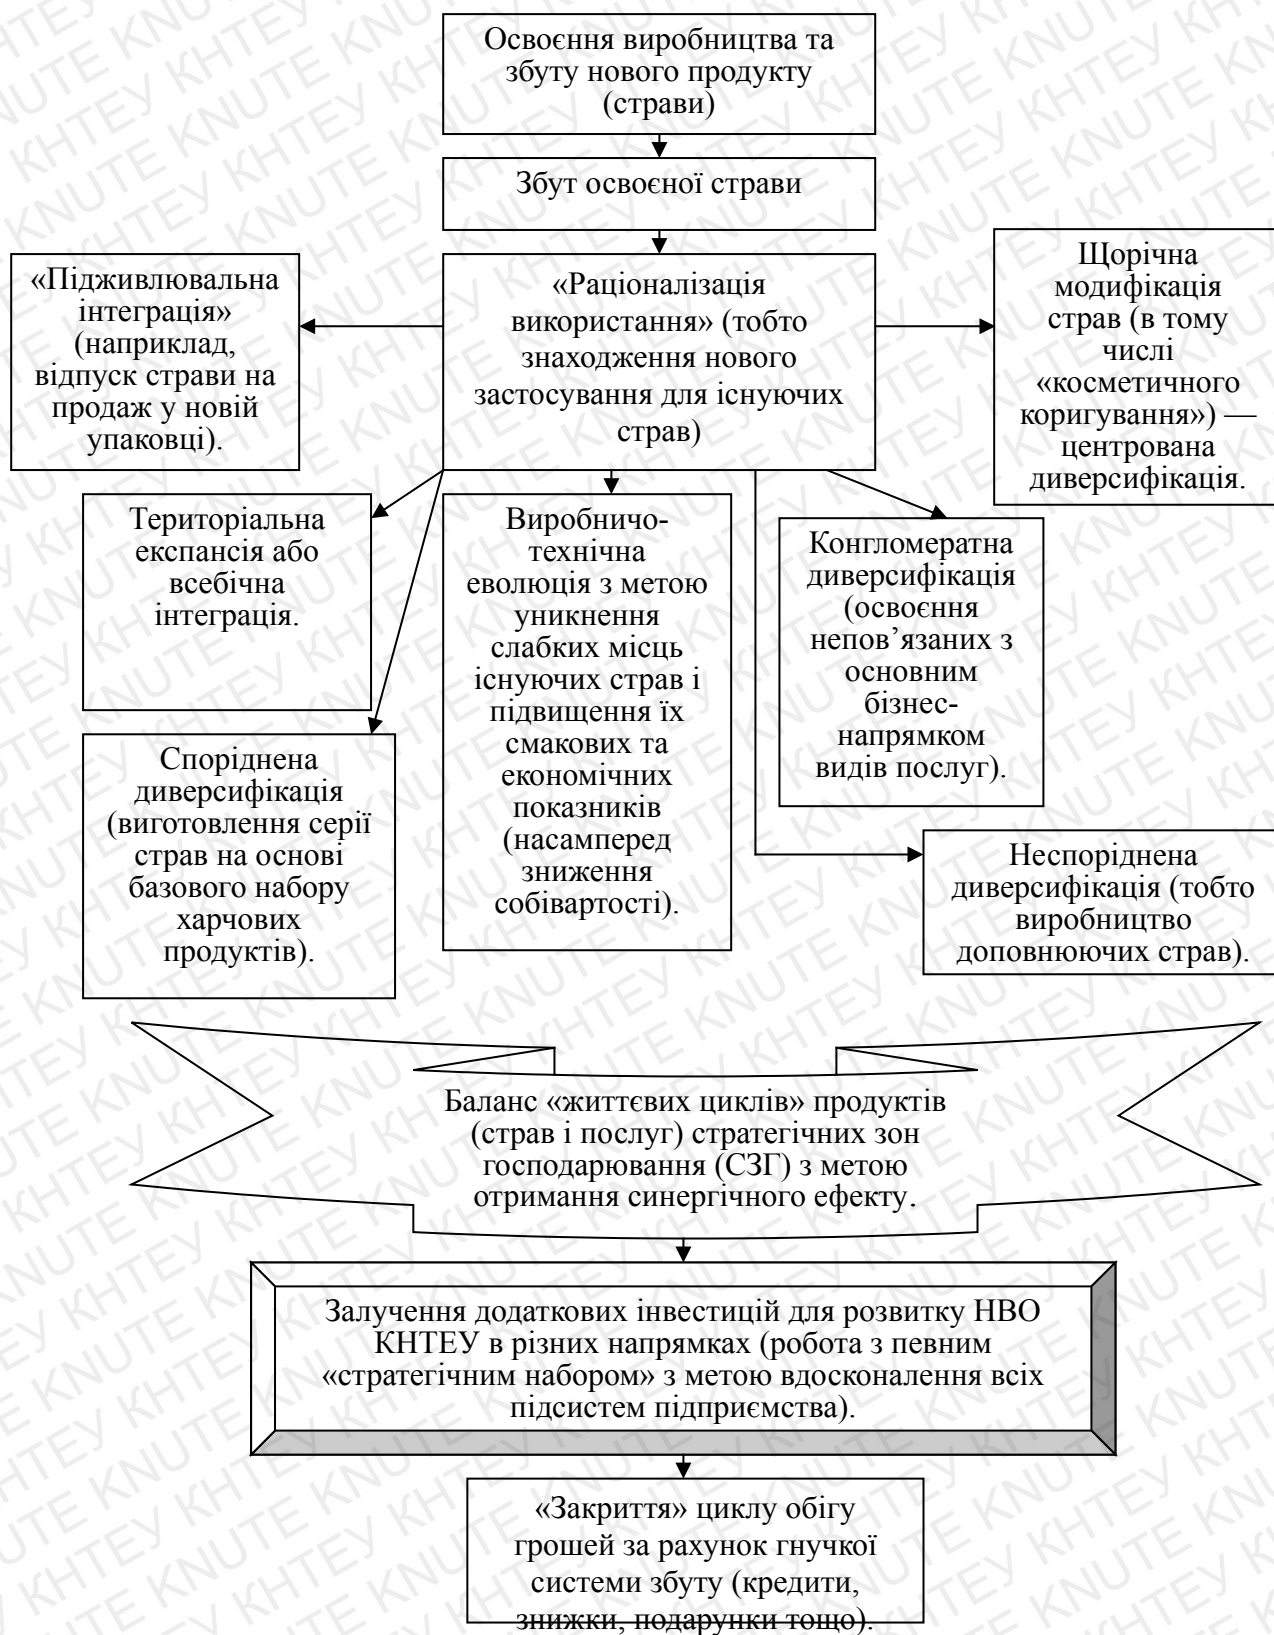 Освоєння виробництва та
збуту нового продукту
(страви)
Збут освоєної страви
«Підживлювальна
інтеграція»
(наприклад,
відпуск страви на
продаж у новій
упаковці).
«Раціоналізація
використання» (тобто
знаходження нового
застосування для існуючих
страв)
Щорічна
модифікація
страв (в тому
числі
«косметичного
коригування») —
центрована
диверсифікація.
Територіальна
експансія або
всебічна
інтеграція.
Виробничо-
технічна
еволюція з метою
уникнення
слабких місць
існуючих страв і
підвищення їх
смакових та
економічних
показників
(насамперед
зниження
собівартості).
Конгломератна
диверсифікація
(освоєння
непов’язаних з
основним
бізнес-
напрямком
видів послуг).
Споріднена
диверсифікація
(виготовлення серії
страв на основі
базового набору
харчових
продуктів).
Неспоріднена
диверсифікація (тобто
виробництво
доповнюючих страв).
Баланс «життєвих циклів» продуктів
(страв і послуг) стратегічних зон
господарювання (СЗГ) з метою
отримання синергічного ефекту.
Залучення додаткових інвестицій для розвитку НВО
КНТЕУ в різних напрямках (робота з певним
«стратегічним набором» з метою вдосконалення всіх
підсистем підприємства).
«Закриття» циклу обігу
грошей за рахунок гнучкої
системи збуту (кредити,
знижки, подарунки тощо).